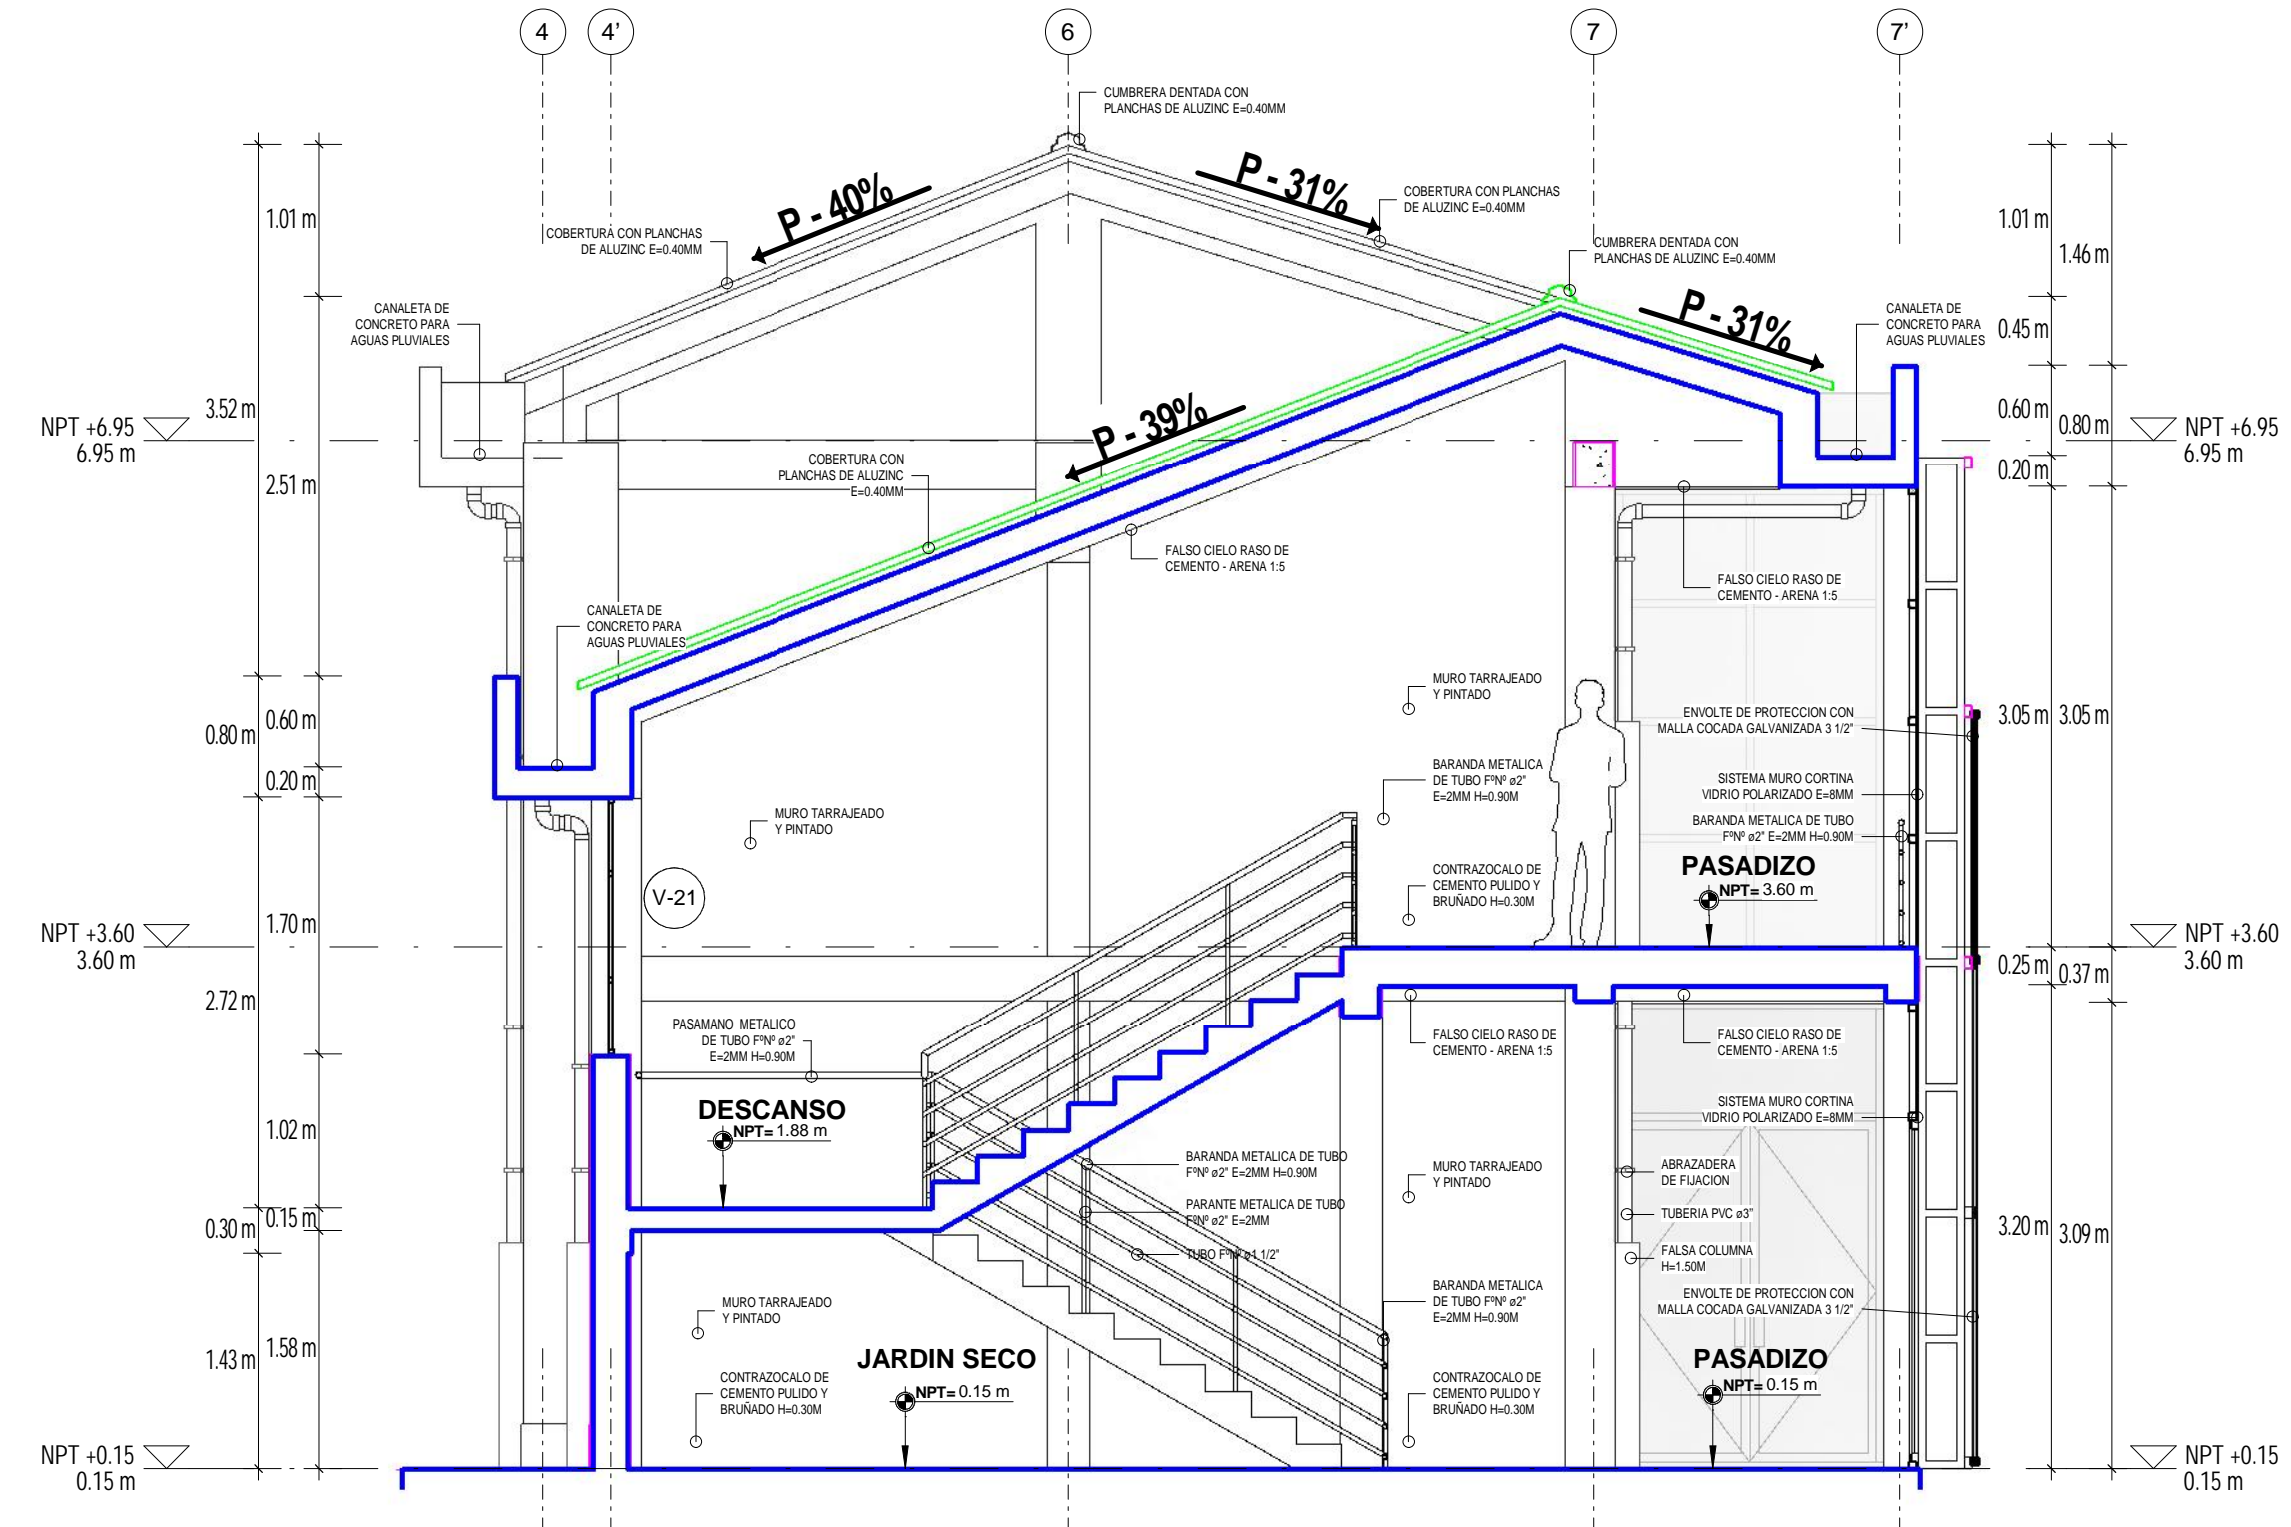 4
4'
6
7
7'
CUMBRERA DENTADA CON
PLANCHAS DE ALUZINC E=0.40MM
P - 40%
P - 31%
COBERTURA CON PLANCHAS
DE ALUZINC E=0.40MM
COBERTURA CON PLANCHAS
DE ALUZINC E=0.40MM
CUMBRERA DENTADA CON
PLANCHAS DE ALUZINC E=0.40MM
P - 31%
CANALETA DE
CONCRETO PARA
AGUAS PLUVIALES
CANALETA DE
CONCRETO PARA
AGUAS PLUVIALES
1.01 m
3.52 m
2.51 m
1.01 m
1.46 m
0.45 m
0.60 m
0.80 m
0.20 m
NPT +6.95
6.95 m
NPT +6.95
6.95 m
P - 39%
COBERTURA CON
PLANCHAS DE ALUZINC
E=0.40MM
FALSO CIELO RASO DE
CEMENTO - ARENA 1:5
FALSO CIELO RASO DE
CEMENTO - ARENA 1:5
CANALETA DE
CONCRETO PARA
AGUAS PLUVIALES
0.80 m
0.60 m
0.20 m
MURO TARRAJEADO
Y PINTADO
ENVOLTE DE PROTECCION CON
MALLA COCADA GALVANIZADA 3 1/2"
3.05 m
3.05 m
BARANDA METALICA
DE TUBO FºNº ø2"
E=2MM H=0.90M
SISTEMA MURO CORTINA
VIDRIO POLARIZADO E=8MM
MURO TARRAJEADO
Y PINTADO
BARANDA METALICA DE TUBO
FºNº ø2" E=2MM H=0.90M
CONTRAZOCALO DE
CEMENTO PULIDO Y
BRUÑADO H=0.30M
PASADIZO
NPT= 3.60 m
V-21
1.70 m
2.72 m
NPT +3.60
3.60 m
NPT +3.60
3.60 m
0.25 m
0.37 m
PASAMANO METALICO
DE TUBO FºNº ø2"
E=2MM H=0.90M
FALSO CIELO RASO DE
CEMENTO - ARENA 1:5
FALSO CIELO RASO DE
CEMENTO - ARENA 1:5
DESCANSO
NPT= 1.88 m
1.02 m
SISTEMA MURO CORTINA
VIDRIO POLARIZADO E=8MM
BARANDA METALICA DE TUBO
FºNº ø2" E=2MM H=0.90M
MURO TARRAJEADO
Y PINTADO
ABRAZADERA
DE FIJACION
PARANTE METALICA DE TUBO
FºNº ø2" E=2MM
TUBERIA PVC ø3"
0.30 m
0.15 m
TUBO FºNº ø1 1/2"
FALSA COLUMNA
H=1.50M
3.20 m
3.09 m
BARANDA METALICA
DE TUBO FºNº ø2"
E=2MM H=0.90M
ENVOLTE DE PROTECCION CON
MALLA COCADA GALVANIZADA 3 1/2"
MURO TARRAJEADO
Y PINTADO
1.43 m
1.58 m
JARDIN SECO
NPT= 0.15 m
PASADIZO
NPT= 0.15 m
CONTRAZOCALO DE
CEMENTO PULIDO Y
BRUÑADO H=0.30M
CONTRAZOCALO DE
CEMENTO PULIDO Y
BRUÑADO H=0.30M
NPT +0.15
0.15 m
NPT +0.15
0.15 m